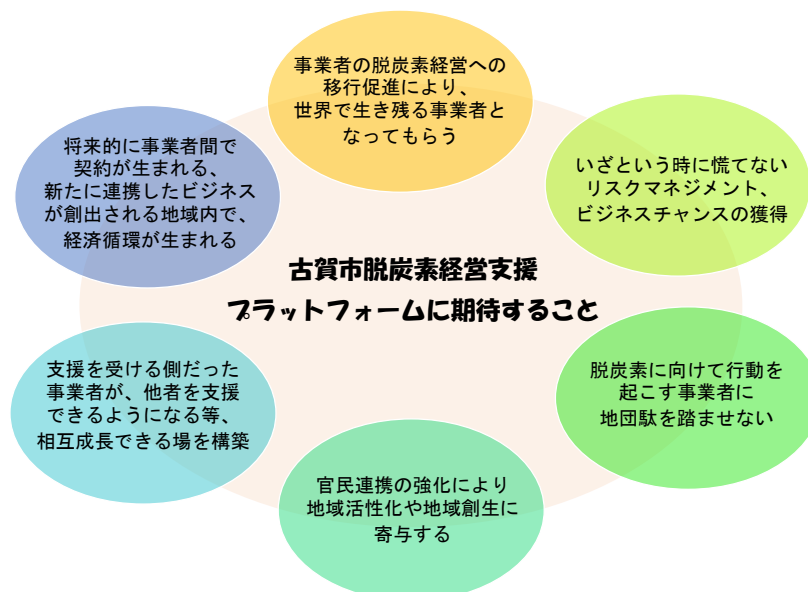 事業者の脱炭素経営への
移行促進により、
世界で生き残る事業者と
なってもらう
将来的に事業者間で
契約が生まれる、
新たに連携したビジネス
が創出される地域内で、
経済循環が生まれる
いざという時に慌てない
リスクマネジメント、
ビジネスチャンスの獲得
古賀市脱炭素経営支援
プラットフォームに期待すること
支援を受ける側だった
事業者が、他者を支援
できるようになる等、
相互成長できる場を構築
脱炭素に向けて行動を
起こす事業者に
地団駄を踏ませない
官民連携の強化により
地域活性化や地域創生に
寄与する